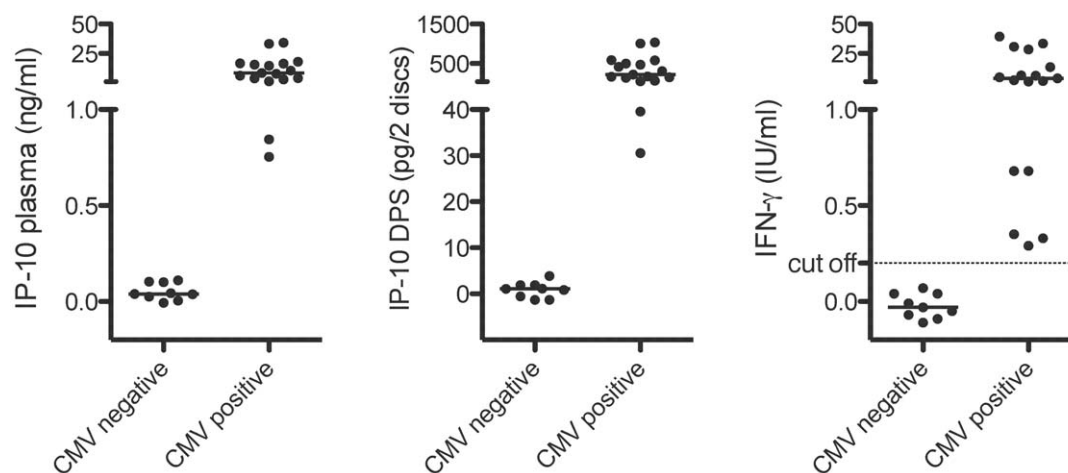 IP-10 plasma (ng/ml)
50
25
1.0
0.5
0.0
CMV negative
CMV positive
IP-10 DPS (pg/2 discs)
1500
500
40
30
20
10
0
CMV negative
CMV positive
IFN-γ (IU/ml)
50
25
1.0
0.5
cut off
0.0
CMV negative
CMV positive